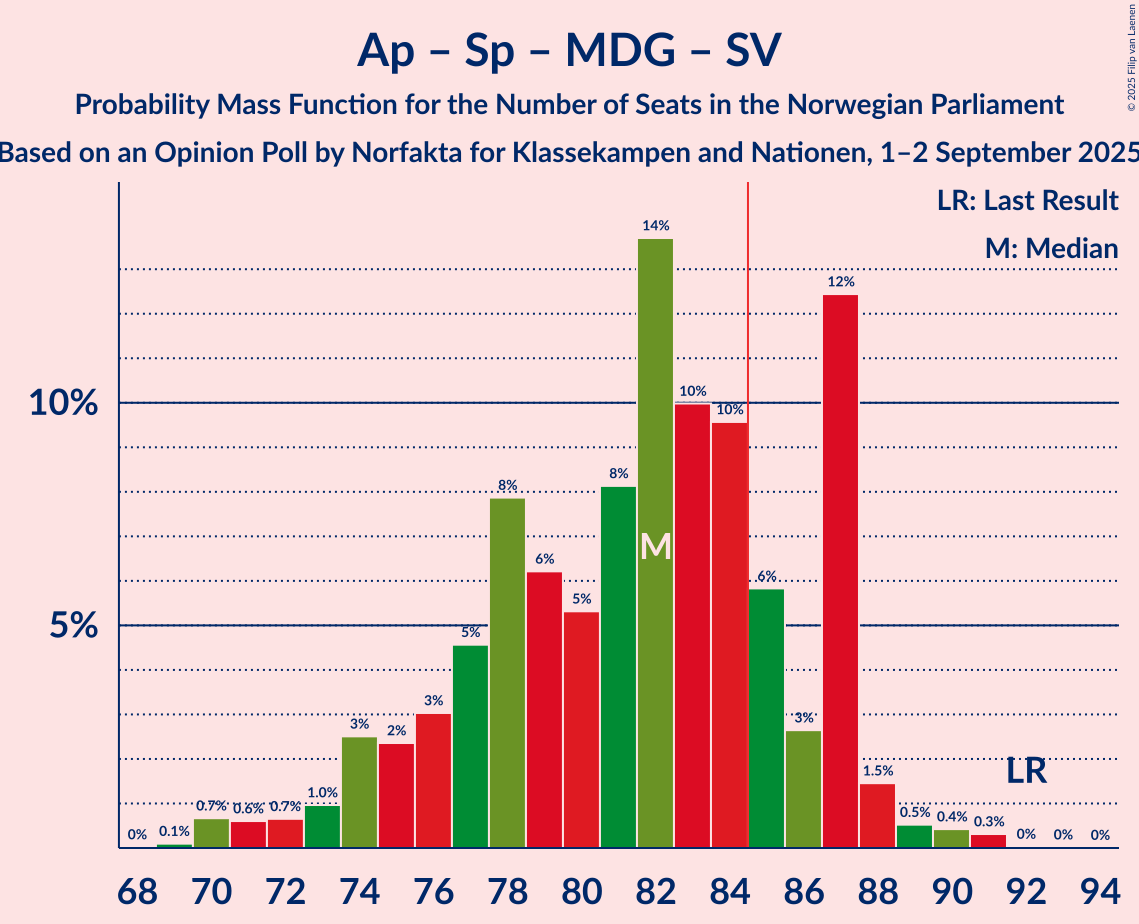 Ap – Sp – MDG – SV
Probability Mass Function for the Number of Seats in the Norwegian Parliament
Based on an Opinion Poll by Norfakta for Klassekampen and Nationen, 1–2 September 2025
© 2025 Filip van Laenen
LR: Last Result
M: Median
10%
5%
0% 0.1% 0.7% 0.6% 0.7% 1.0% 3% 2% 3% 5% 8% 6% 5% 8% 14% 10% 10% 6% 3% 12% 1.5% 0.5% 0.4% 0.3% 0% 0% 0%
M
LR
68 70 72 74 76 78 80 82 84 86 88 90 92 94